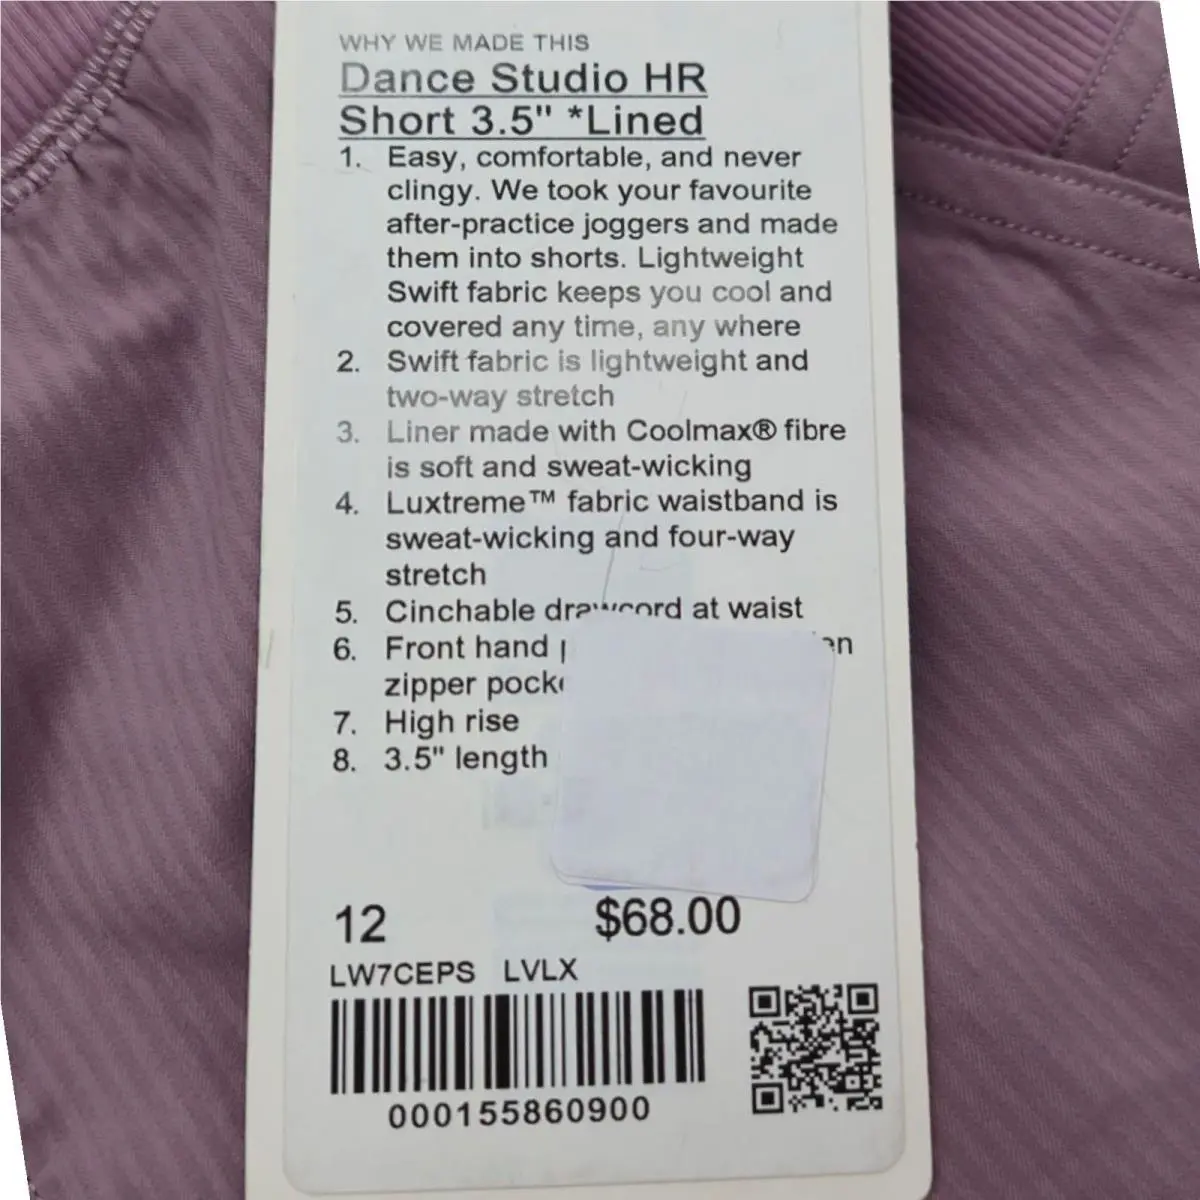 WHY WE MADE THIS
Dance Studio HR
Short 3.5" *Lined
1. Easy, comfortable, and never
clingy. We took your favourite
after-practice joggers and made
them into shorts. Lightweight
Swift fabric keeps you cool and
covered any time, any where
2. Swift fabric is lightweight and
two-way stretch
3. Liner made with Coolmax® fibre
is soft and sweat-wicking
4. Luxtreme™ fabric waistband is
sweat-wicking and four-way
stretch
5. Cinchable drawcord at waist
6. Front hand
zipper
7. High rise
8. 3.5" length
12 $68.00
LW7CEPS LVLX
000155860900